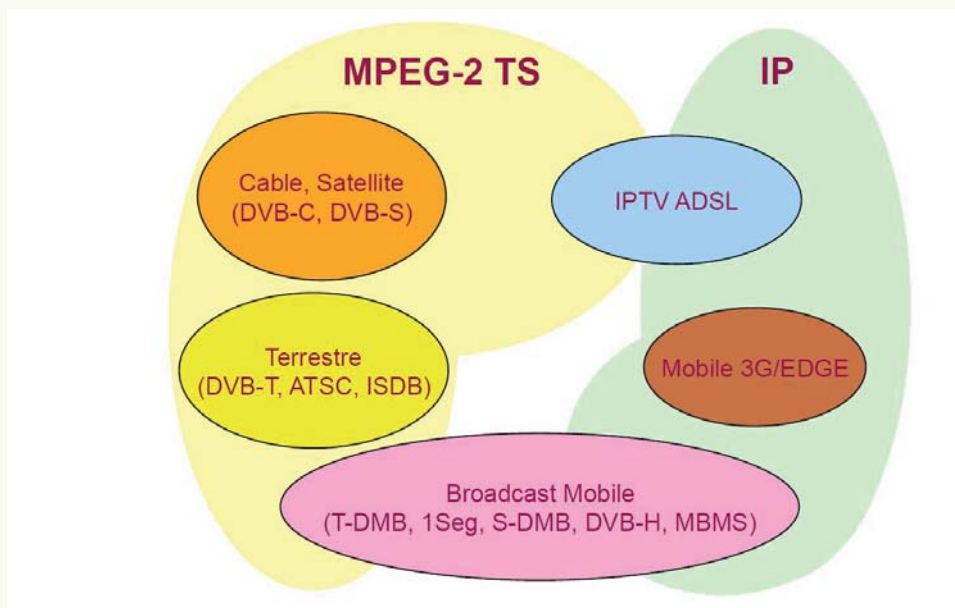 MPEG-2 TS
IP
Cable, Satellite
(DVB-C, DVB-S)
IPTV ADSL
Terrestre
(DVB-T, ATSC, ISDB)
Mobile 3G/EDGE
Broadcast Mobile
(T-DMB, 1Seg, S-DMB, DVB-H, MBMS)